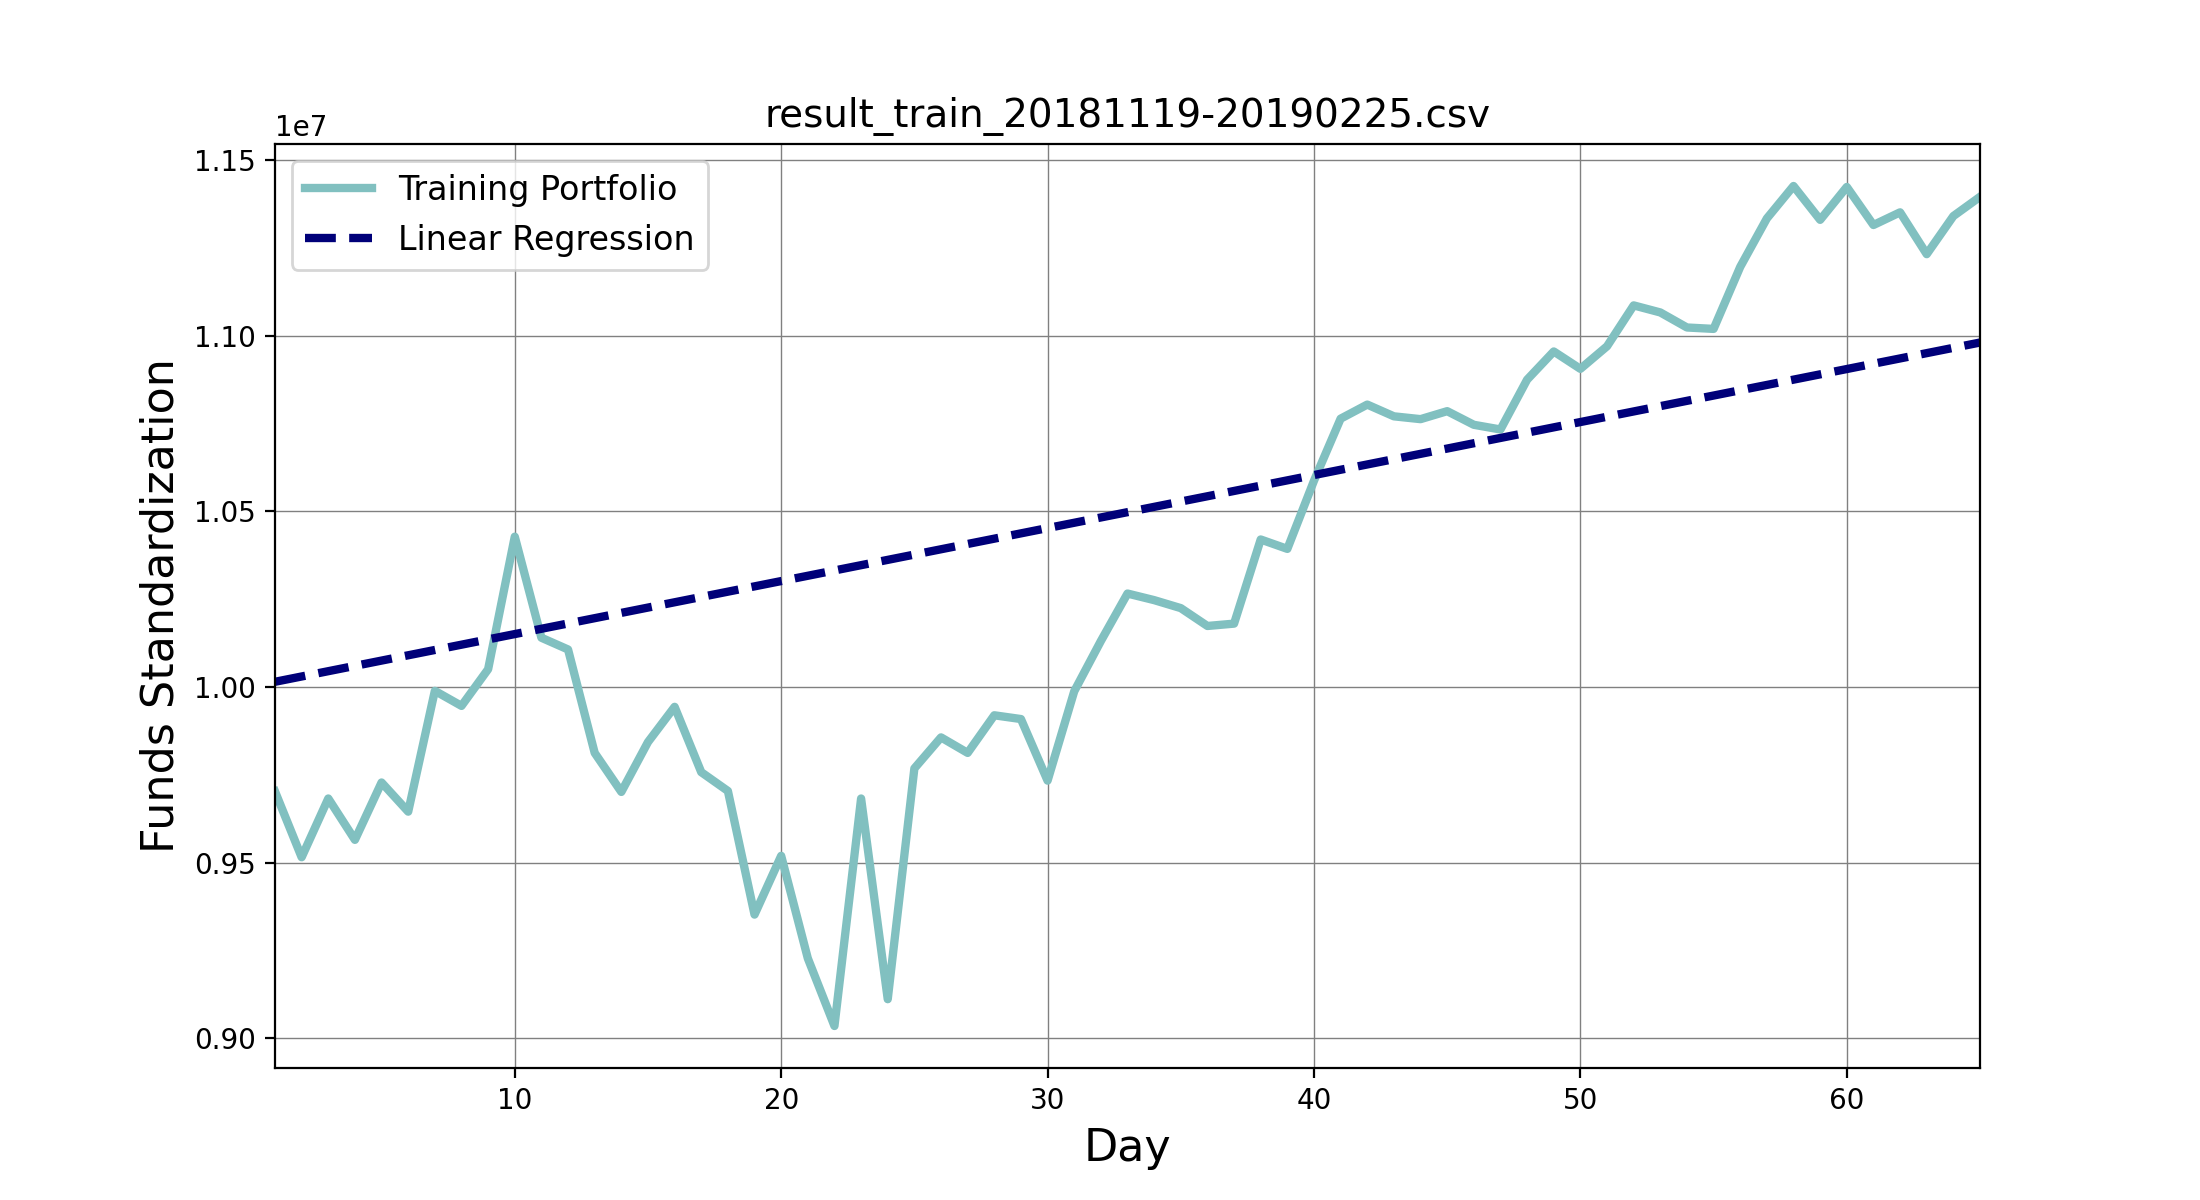 result_train_20181119-20190225.csv
1e7
1.15
1.10
1.05
1.00
0.95
0.90
Funds Standardization
Training Portfolio
Linear Regression
10 20 30 40 50 60
Day